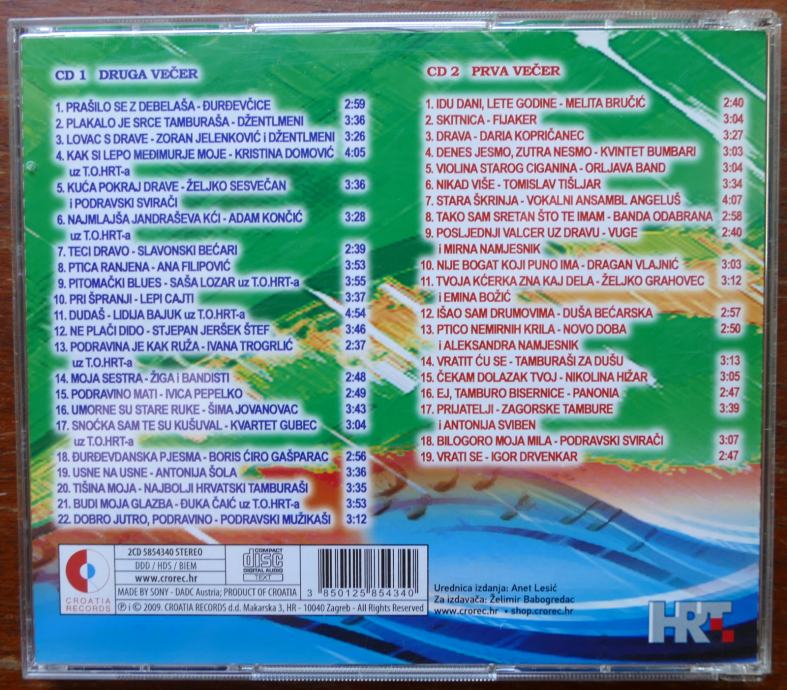 CD 1 DRUGA VEČER
1. PRAŠILO SE Z DEBELAŠA - ĐURĐEVČICE 2:59
2. PLAKALO JE SRCE TAMBURAŠA - DŽENTLMENI 3:36
3. LOVAC S DRAVE - ZORAN JELENKOVIĆ i DŽENTLMENI 3:26
4. KAK SI LEPO MEĐIMURJE MOJE - KRISTINA DOMOVIĆ 4:05
uz T.O.HRT-a
5. KUĆA POKRAJ DRAVE - ŽELJKO SESVEČAN 3:36
i PODRAVSKI SVIRAČI
6. NAJMLAJŠA JANDRAŠEVA KĆI - ADAM KONČIĆ 3:28
uz T.O.HRT-a
7. TECI DRAVO - SLAVONSKI BEĆARI 2:39
8. PTICA RANJENA - ANA FILIPOVIĆ 3:53
9. PITOMAČKI BLUES - SAŠA LOZAR uz T.O.HRT-a 3:55
10. PRI ŠPRANJI - LEPI CAJTI 3:37
11. DUDAŠ - LIDIJA BAJUK uz T.O.HRT-a 4:54
12. NE PLAČI DIDO - STJEPAN JERŠEK ŠTEF 3:46
13. PODRAVINA JE KAK RUŽA - IVANA TROGRLIĆ 2:37
uz T.O.HRT-a
14. MOJA SESTRA - ŽIGA i BANDISTI 2:48
15. PODRAVINO MATI - IVICA PEPELKO 2:49
16. UMORNE SU STARE RUKE - ŠIMA JOVANOVAC 3:43
17. SNOĆKA SAM TE SU KUŠUVAL - KVARTET GUBEC 3:04
uz T.O.HRT-a
18. ĐURĐEVDANSKA PJESMA - BORIS ĆIRO GAŠPARAC 2:56
19. USNE NA USNE - ANTONIJA ŠOLA 3:36
20. TIŠINA MOJA - NAJBOLJI HRVATSKI TAMBURAŠI 3:35
21. BUDI MOJA GLAZBA - ĐUKA ČAIĆ uz T.O.HRT-a 3:53
22. DOBRO JUTRO, PODRAVINO - PODRAVSKI MUŽIKAŠI 3:12
CD 2 PRVA VEČER
1. IDU DANI, LETE GODINE - MELITA BRUČIĆ 2:40
2. SKITNICA - FIJAKER 3:04
3. DRAVA - DARIA KOPRIČANEC 3:27
4. DENES JESMO, ZUTRA NESMO - KVINTET BUMBARI 3:03
5. VIOLINA STAROG CIGANINA - ORLJAVA BAND 3:04
6. NIKAD VIŠE - TOMISLAV TIŠLJAR 3:34
7. STARA ŠKRINJA - VOKALNI ANSAMBL ANGELUŠ 4:07
8. TAKO SAM SRETAN ŠTO TE IMAM - BANDA ODABRANA 2:58
9. POSLJEDNJI VALCER UZ DRAVU - VUGE 2:40
i MIRNA NAMJESNIK
10. NIJE BOGAT KOJI PUNO IMA - DRAGAN VLAJNIĆ 3:03
11. TVOJA KĆERKA ZNA KAJ DELA - ŽELJKO GRAHOVEC 3:12
i EMINA BOŽIĆ
12. IŠAO SAM DRUMOVIMA - DUŠA BEĆARSKA 2:57
13. PTICO NEMIRNIH KRILA - NOVO DOBA 2:50
i ALEKSANDRA NAMJESNIK
14. VRATIT ĆU SE - TAMBURAŠI ZA DUŠU 3:13
15. ČEKAM DOLAZAK TVOJ - NIKOLINA HIŽAR 3:05
16. EJ, TAMBURO BISERNICE - PANONIA 2:47
17. PRIJATELJI - ZAGORSKE TAMBURE 3:39
i ANTONIJA SVIBEN
18. BILOGORO MOJA MILA - PODRAVSKI SVIRAČI 3:07
19. VRATI SE - IGOR DRVENKAR 2:47
CROATIA
RECORDS
2CD 5854340 STEREO
DDD / HDS / BIEM
www.crorec.hr
COMPACT
disc
DIGITAL AUDIO
TEXT
MADE BY SONY - DADC Austria; PRODUCT OF CROATIA
℗ i © 2009. CROATIA RECORDS d.d. Makarska 3, HR - 10040 Zagreb - All Rights Reserved
3 850125 854340
Urednica izdanja: Anet Lesić
Za izdavača: Želimir Babogredac
www.crorec.hr • shop.crorec.hr
HRT